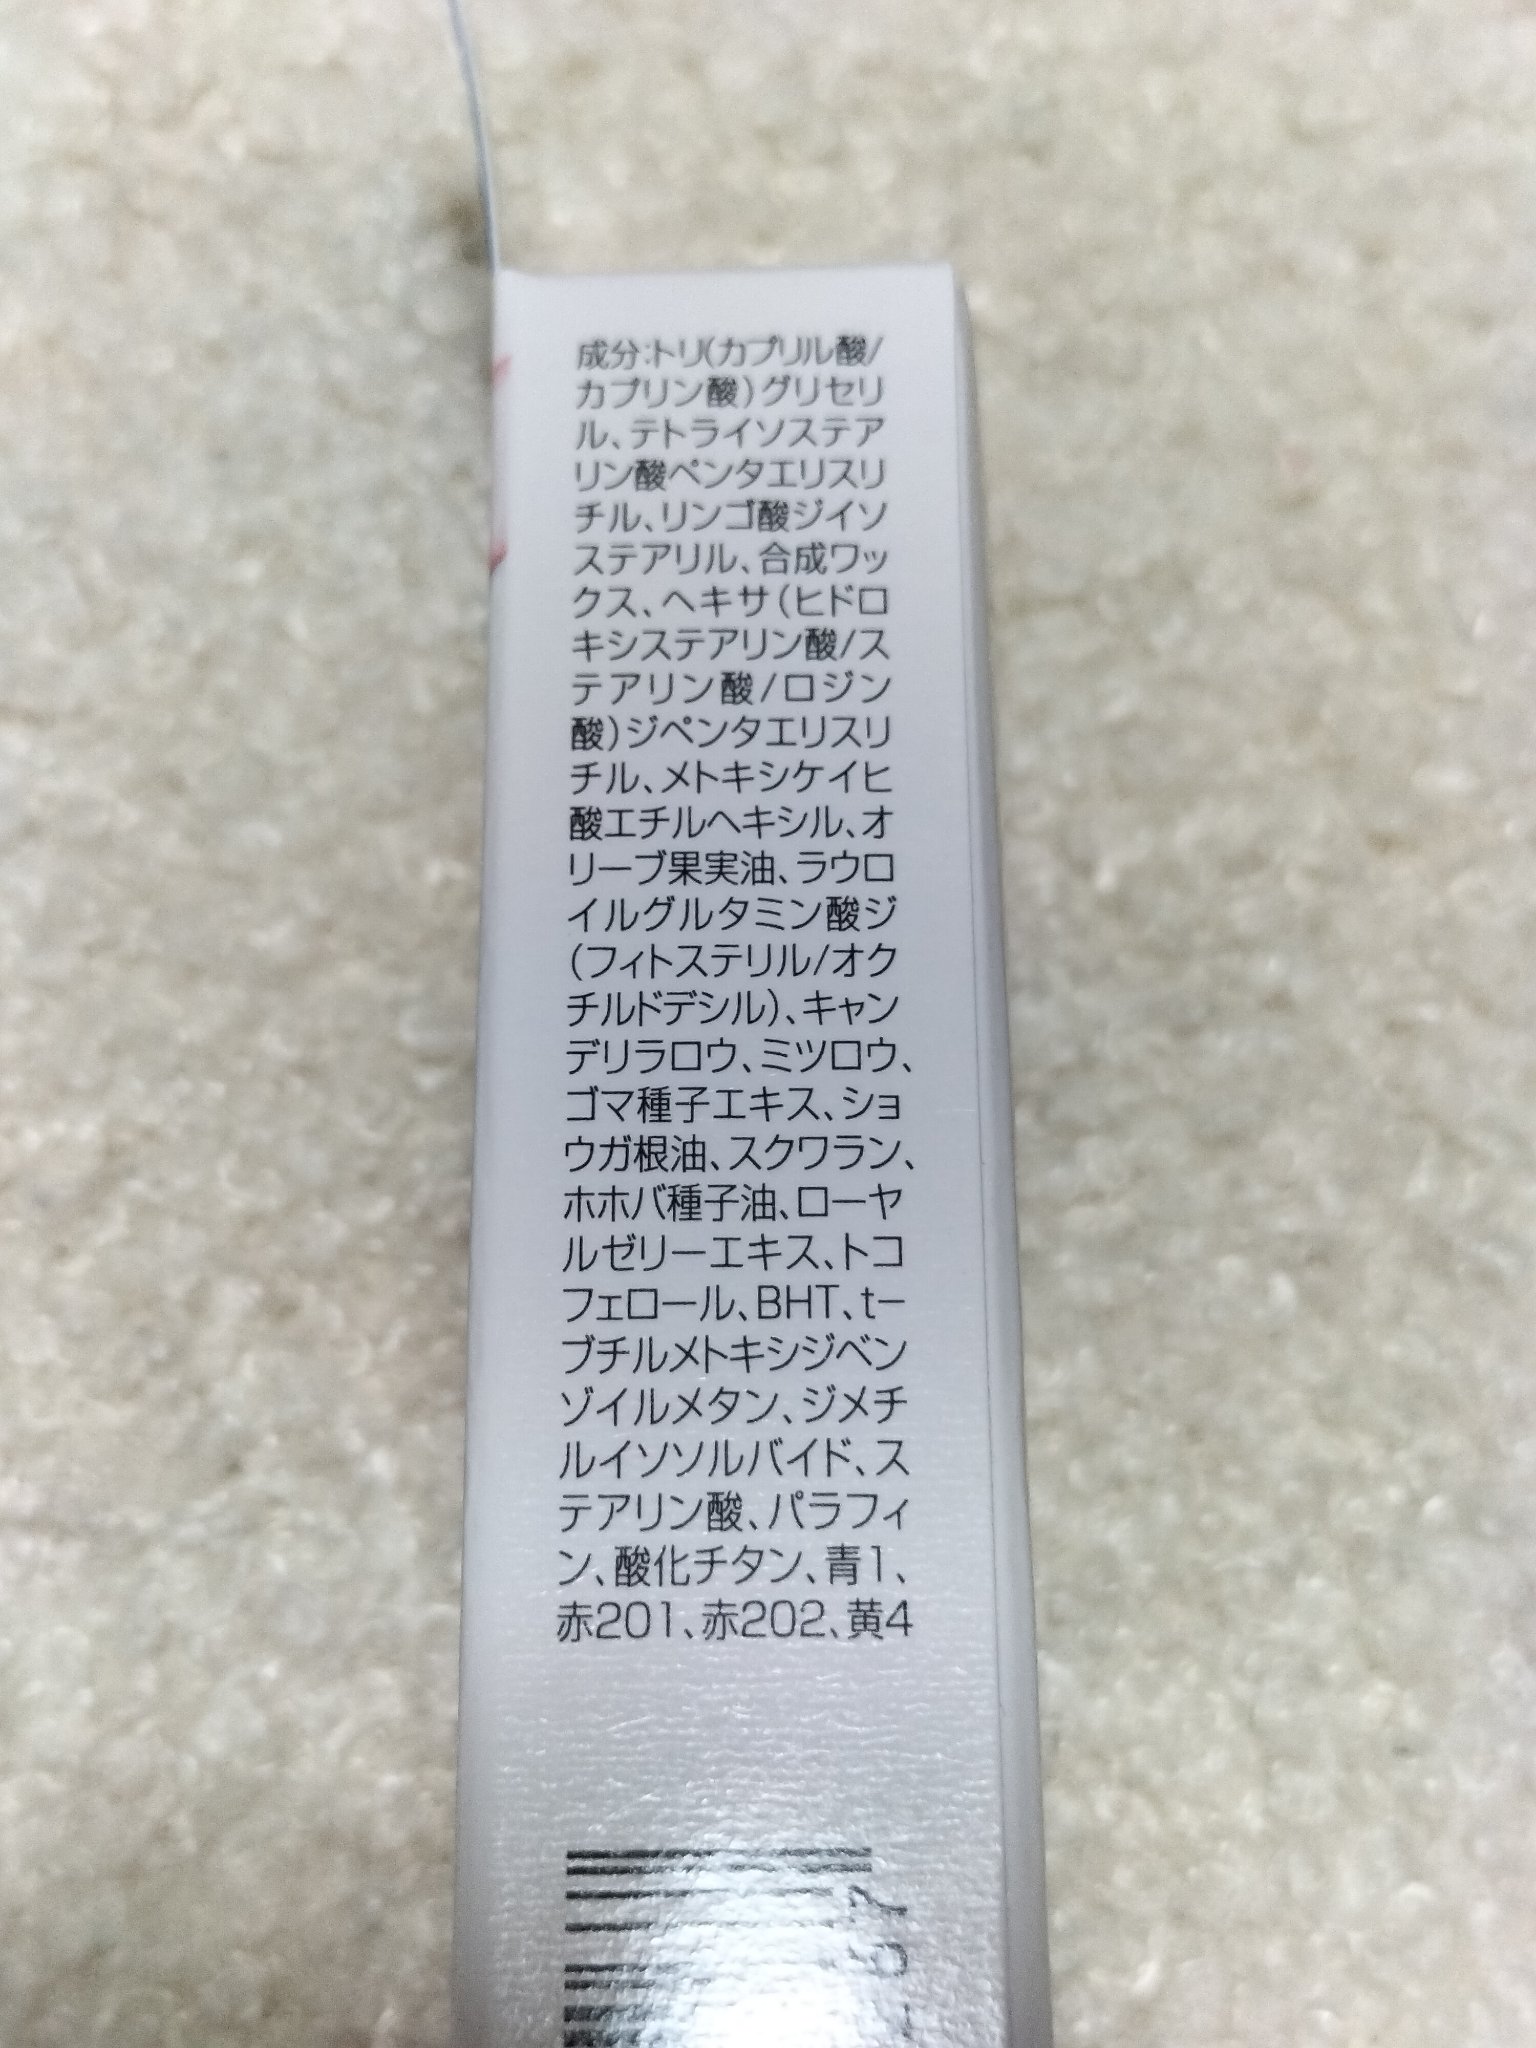 成分:トリ(カプリル酸/
カプリン酸)グリセリ
ル、テトライソステア
リン酸ペンタエリスリ
チル、リンゴ酸ジイソ
ステアリル、合成ワッ
クス、ヘキサ(ヒドロ
キシステアリン酸/ス
テアリン酸/ロジン
酸)ジペンタエリスリ
チル、メトキシケイヒ
酸エチルヘキシル、オ
リーブ果実油、ラウロ
イルグルタミン酸ジ
(フィトステリル/オク
チルドデシル)、キャン
デリラロウ、ミツロウ、
ゴマ種子エキス、ショ
ウガ根油、スクワラン、
ホホバ種子油、ローヤ
ルゼリーエキス、トコ
フェロール、BHT、t-
ブチルメトキシジベン
ゾイルメタン、ジメチ
ルイソソルバイド、ス
テアリン酸、パラフィ
ン、酸化チタン、青1、
赤201、赤202、黄4